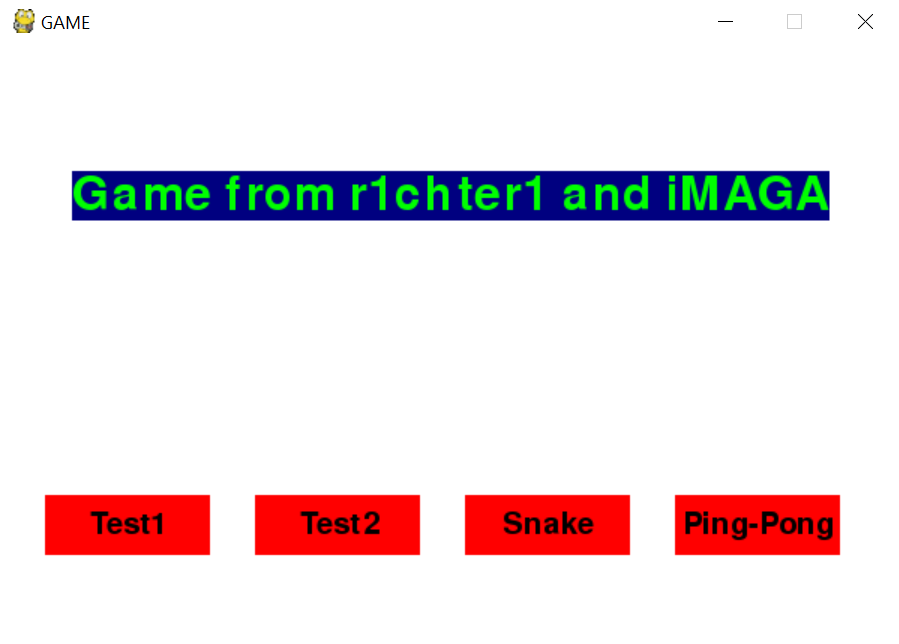 GAME
Game from r1chter1 and iMAGA
Test1 Test2 Snake Ping-Pong